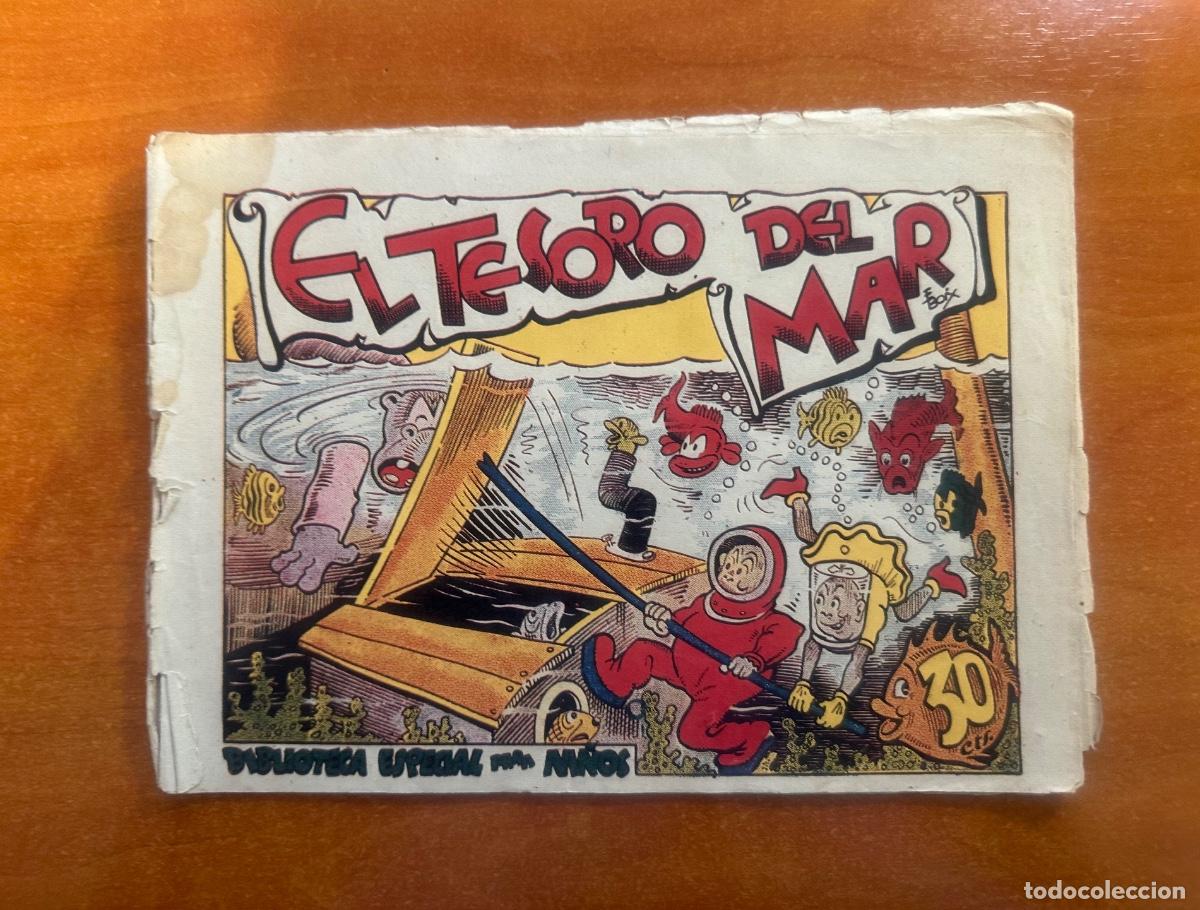 EL TESORO DEL
MAR
E BOIX
30
Cts.
BIBLIOTECA ESPECIAL PARA NIÑOS
todocoleccion